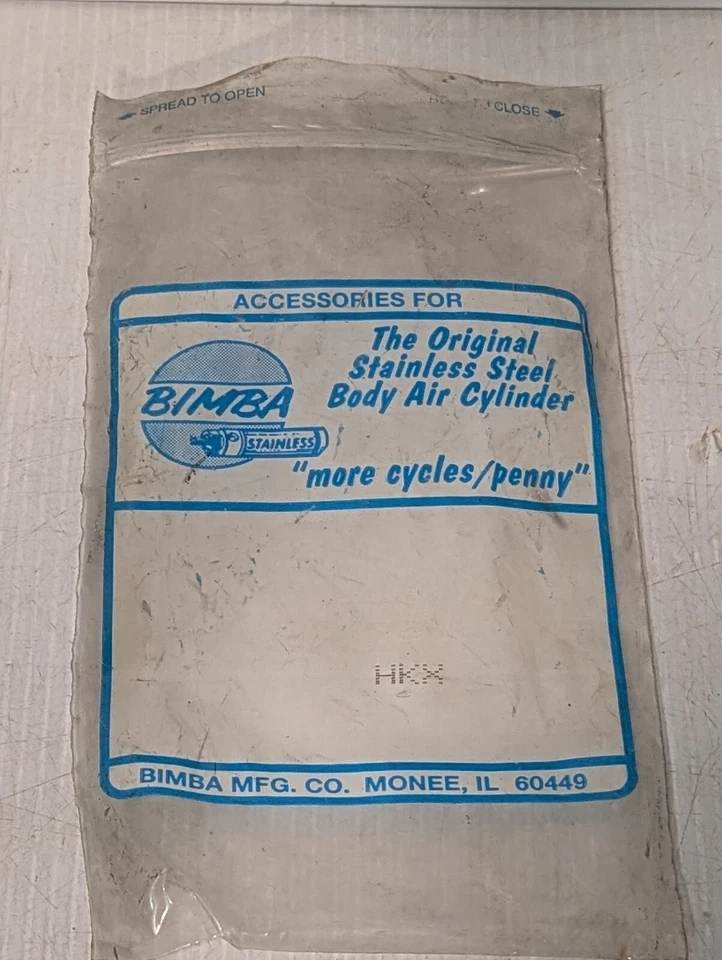 SPREAD TO OPEN
TO CLOSE
ACCESSORIES FOR
The Original
Stainless Steel
Body Air Cylinder
BIMBA
STAINLESS
"more cycles/penny"
HKX
BIMBA MFG. CO. MONEE, IL 60449